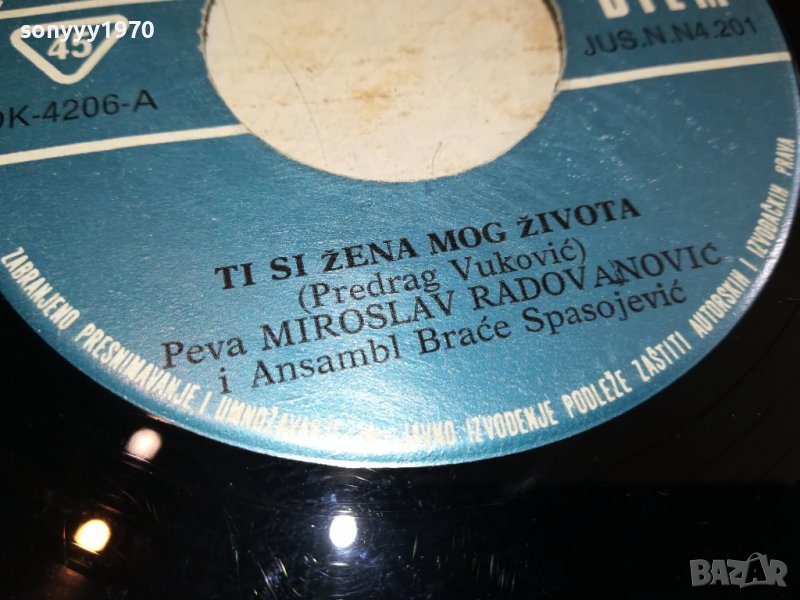 sonyyy1970
45
JUS.N.N4.201
DK-4206-A
TI SI ŽENA MOG ŽIVOTA
(Predrag Vuković)
Peva MIROSLAV RADOVANOVIĆ
i Ansambl Braće Spasojević
ZABRANJENO PRESNIMAVANJE I UMNOŽAVANJE JAVNO IZVOĐENJE PODLEŽE ZAŠTITI AUTORSKIH I IZVOĐAČKIH PRAVA
BAZAR